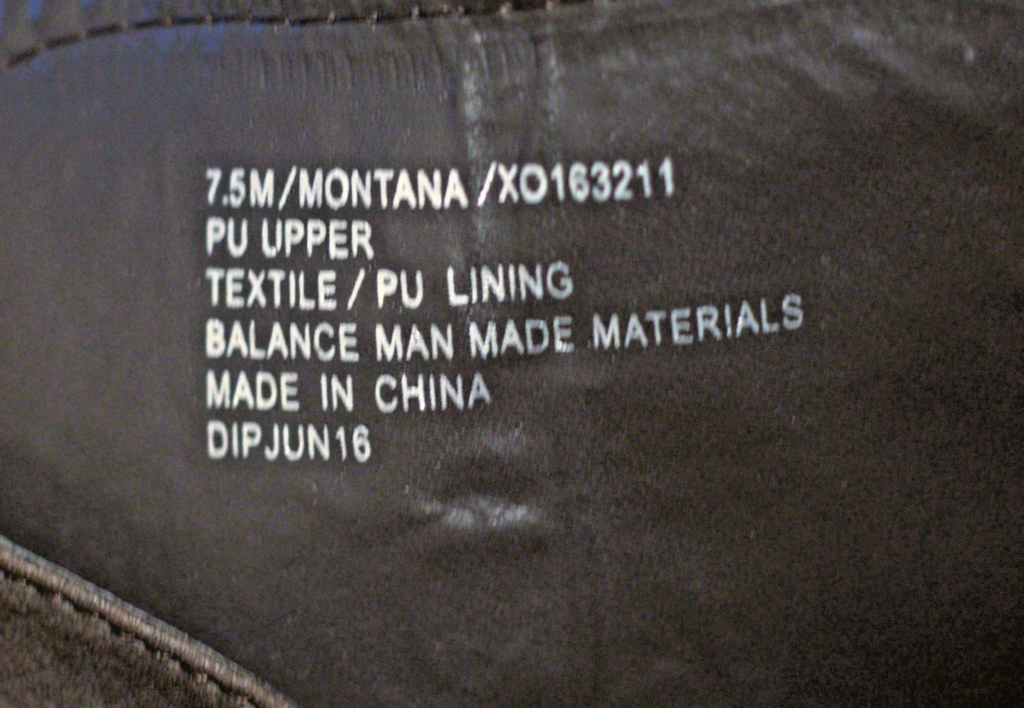 7.5M/MONTANA /XO163211
PU UPPER
TEXTILE / PU LINING
BALANCE MAN MADE MATERIALS
MADE IN CHINA
DIPJUN16